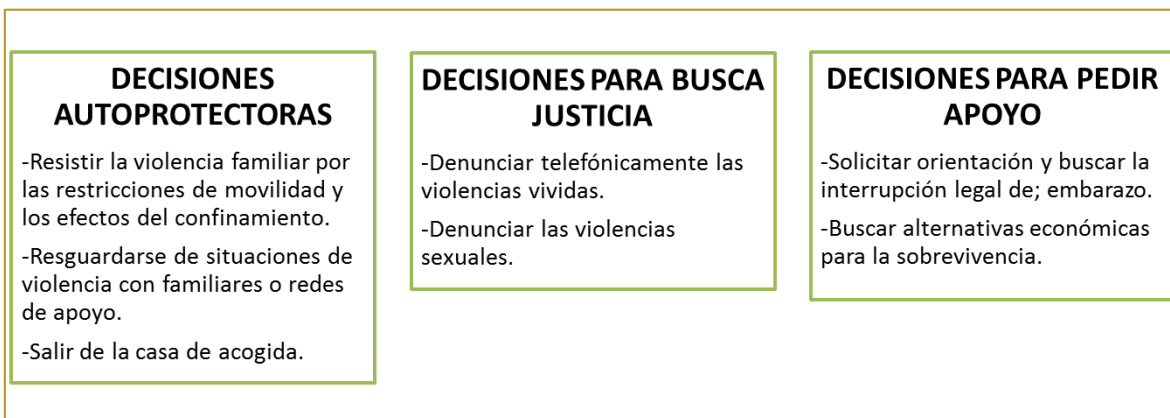 DECISIONES
AUTOPROTECTORAS
-Resistir la violencia familiar por
las restricciones de movilidad y
los efectos del confinamiento.
-Resguardarse de situaciones de
violencia con familiares o redes
de apoyo.
-Salir de la casa de acogida.
DECISIONES PARA BUSCA
JUSTICIA
-Denunciar telefónicamente las
violencias vividas.
-Denunciar las violencias
sexuales.
DECISIONES PARA PEDIR
APOYO
-Solicitar orientación y buscar la
interrupción legal de; embarazo.
-Buscar alternativas económicas
para la sobrevivencia.